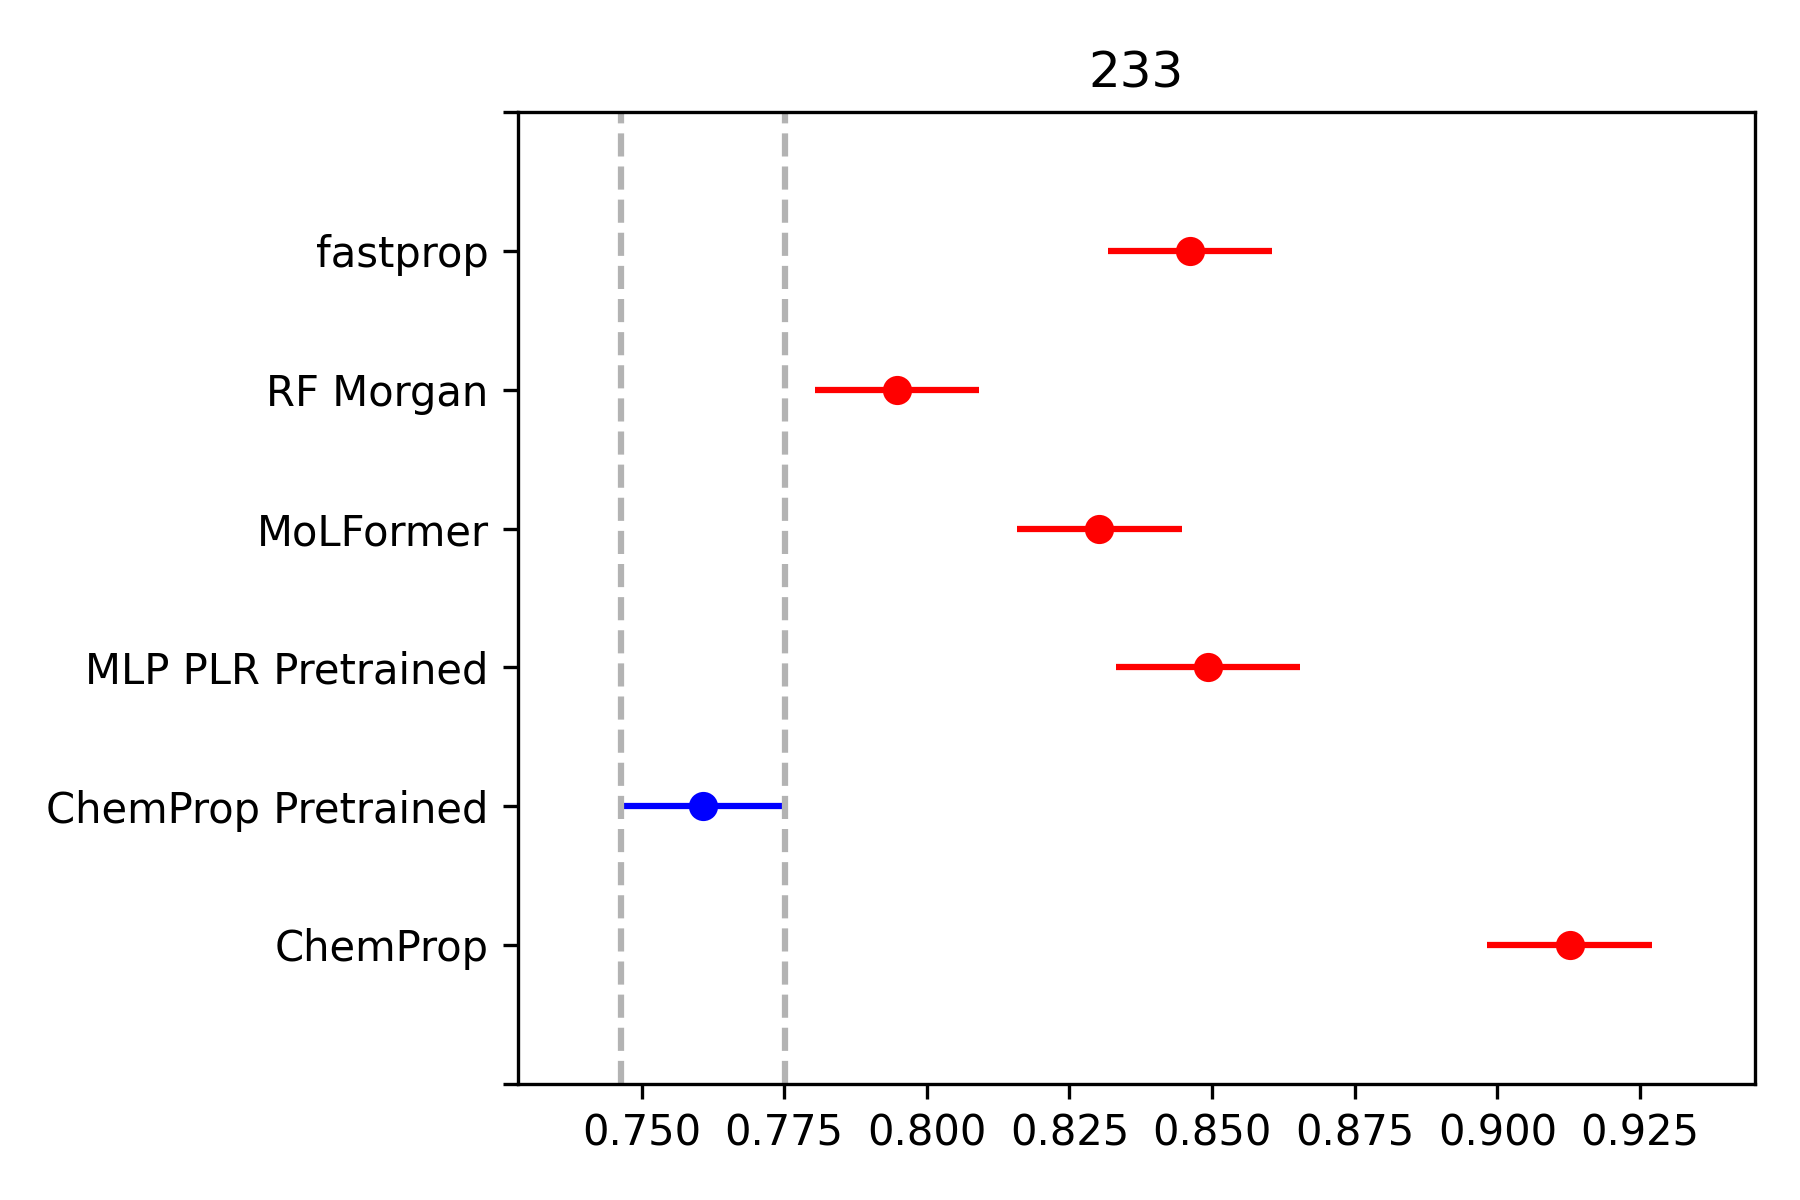 233
fastprop
RF Morgan
MoLFormer
MLP PLR Pretrained
ChemProp Pretrained
ChemProp
0.750 0.775 0.800 0.825 0.850 0.875 0.900 0.925